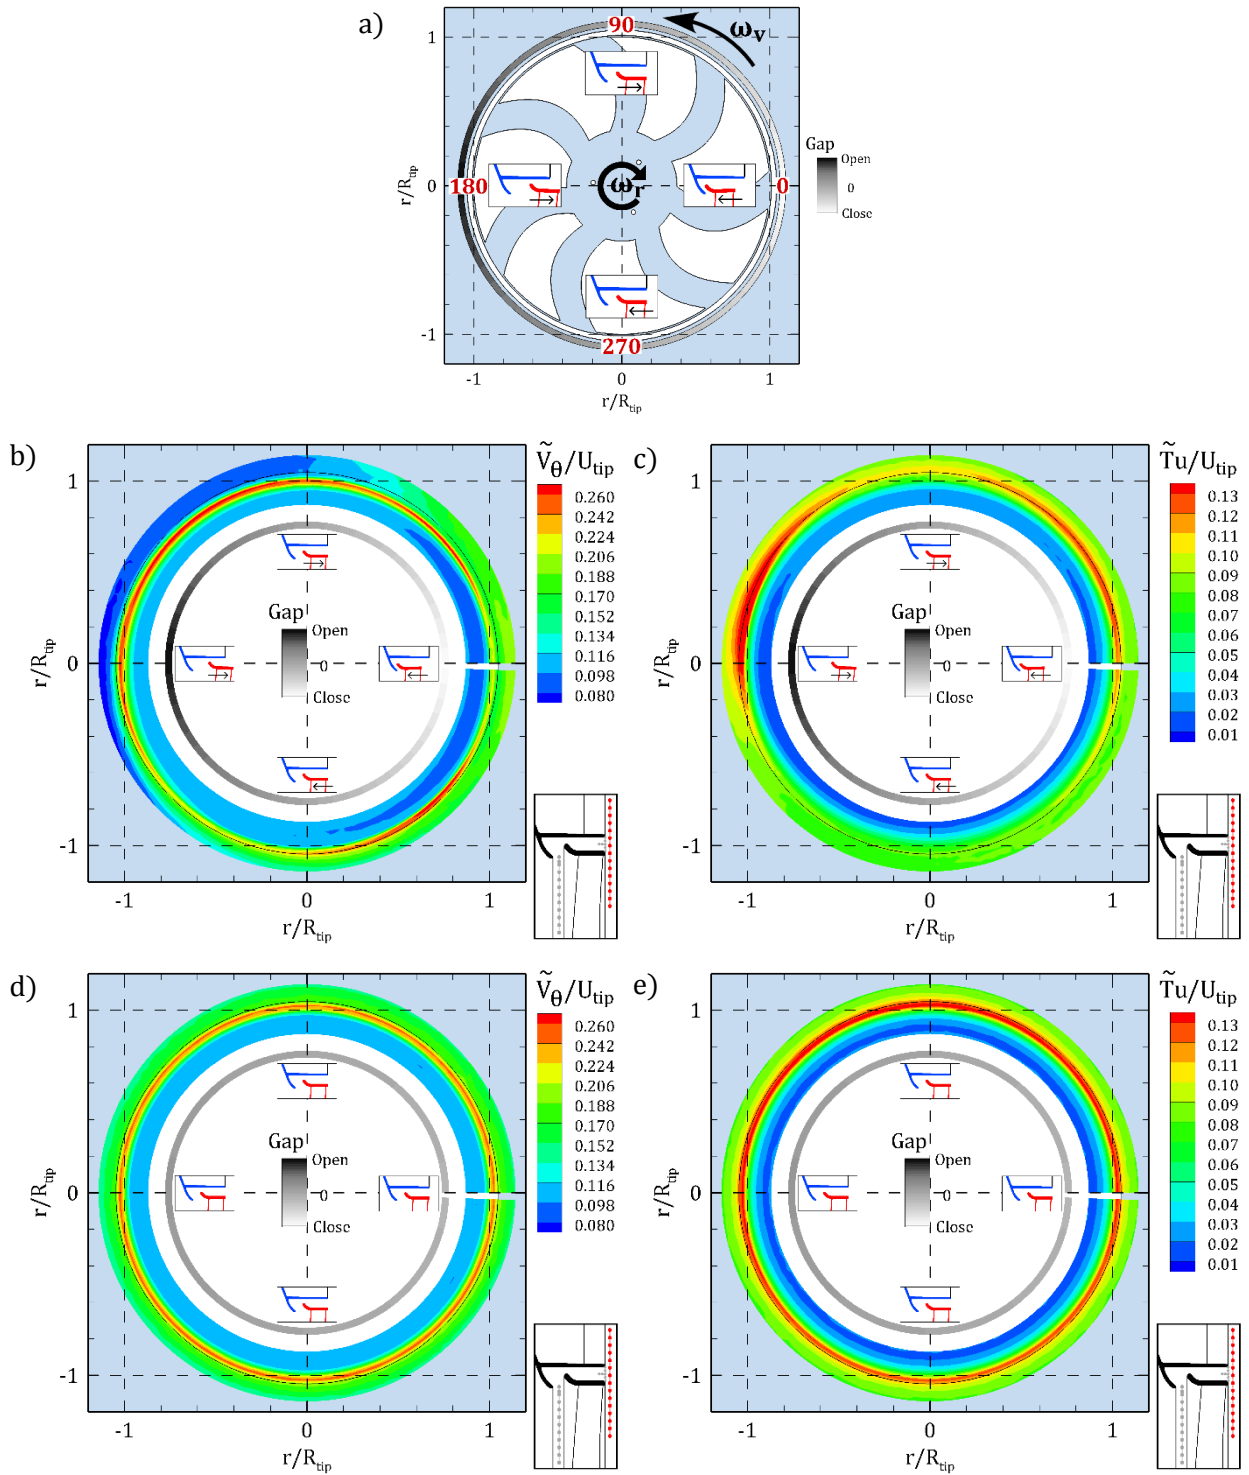 a)
90
ω_v
1
0
-1
r/R_tip
180
0
270
ω_r
Gap
Open
0
Close
-1
0
1
r/R_tip
b)
1
0
-1
r/R_tip
Gap
Open
0
Close
-1
0
1
r/R_tip
Ṽ_θ/U_tip
0.260
0.242
0.224
0.206
0.188
0.170
0.152
0.134
0.116
0.098
0.080
c)
1
0
-1
r/R_tip
Gap
Open
0
Close
-1
0
1
r/R_tip
T̃u/U_tip
0.13
0.12
0.11
0.10
0.09
0.08
0.07
0.06
0.05
0.04
0.03
0.02
0.01
d)
1
0
-1
r/R_tip
Gap
Open
0
Close
-1
0
1
r/R_tip
Ṽ_θ/U_tip
0.260
0.242
0.224
0.206
0.188
0.170
0.152
0.134
0.116
0.098
0.080
e)
1
0
-1
r/R_tip
Gap
Open
0
Close
-1
0
1
r/R_tip
T̃u/U_tip
0.13
0.12
0.11
0.10
0.09
0.08
0.07
0.06
0.05
0.04
0.03
0.02
0.01